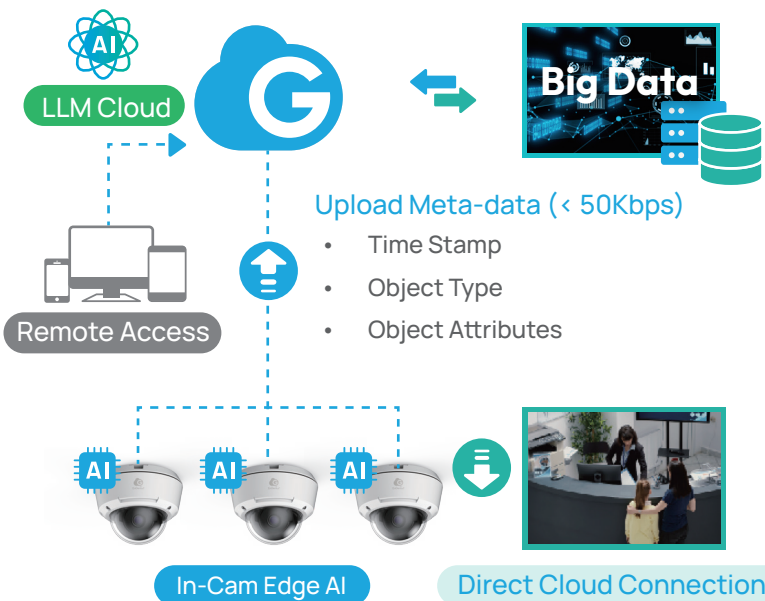 AI
LLM Cloud
G
Big Data
Upload Meta-data (< 50Kbps)
• Time Stamp
• Object Type
• Object Attributes
Remote Access
AI
AI
AI
In-Cam Edge AI
Direct Cloud Connection